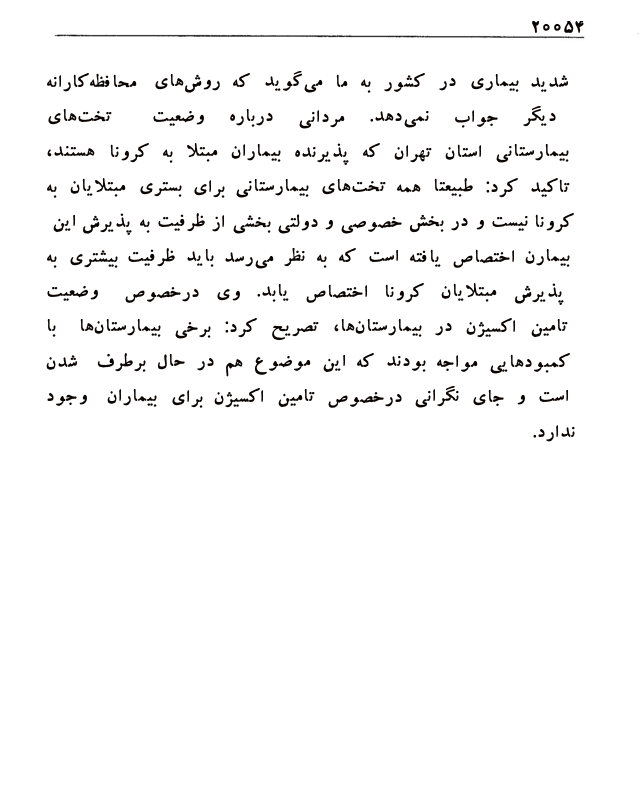 ۲۰۰۵۴
شدید بیماری در کشور به ما می‌گوید که روش‌های محافظه‌کارانه
دیگر جواب نمی‌دهد. مردانی درباره وضعیت تخت‌های
بیمارستانی استان تهران که پذیرنده بیماران مبتلا به کرونا هستند،
تاکید کرد: طبیعتا همه تخت‌های بیمارستانی برای بستری مبتلایان به
کرونا نیست و در بخش خصوصی و دولتی بخشی از ظرفیت به پذیرش این
بیمارن اختصاص یافته است که به نظر می‌رسد باید ظرفیت بیشتری به
پذیرش مبتلایان کرونا اختصاص یابد. وی درخصوص وضعیت
تامین اکسیژن در بیمارستان‌ها، تصریح کرد: برخی بیمارستان‌ها با
کمبودهایی مواجه بودند که این موضوع هم در حال برطرف شدن
است و جای نگرانی درخصوص تامین اکسیژن برای بیماران وجود
ندارد.